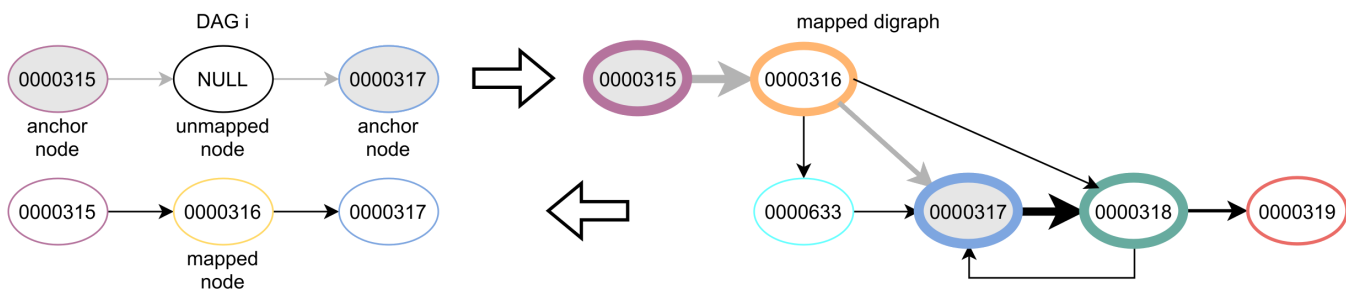 DAG i
mapped digraph
0000315
NULL
0000317
0000315
0000316
anchor
node
unmapped
node
anchor
node
0000315
0000316
0000317
0000633
0000317
0000318
0000319
mapped
node